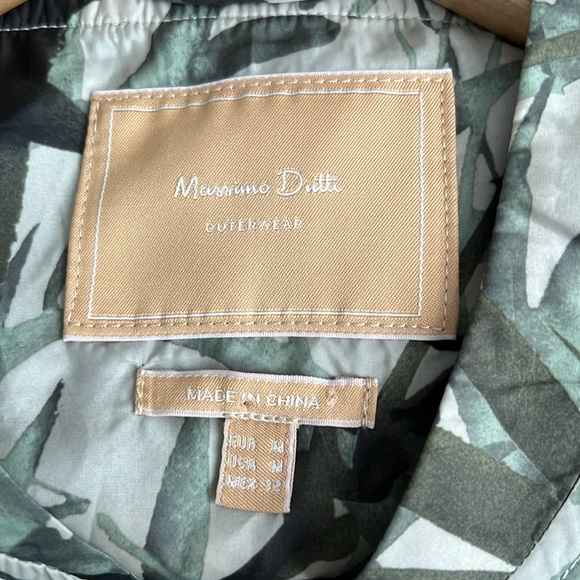 Massimo Dutti
OUTERWEAR
MADE IN CHINA
EUR M
USA M
MEX 32